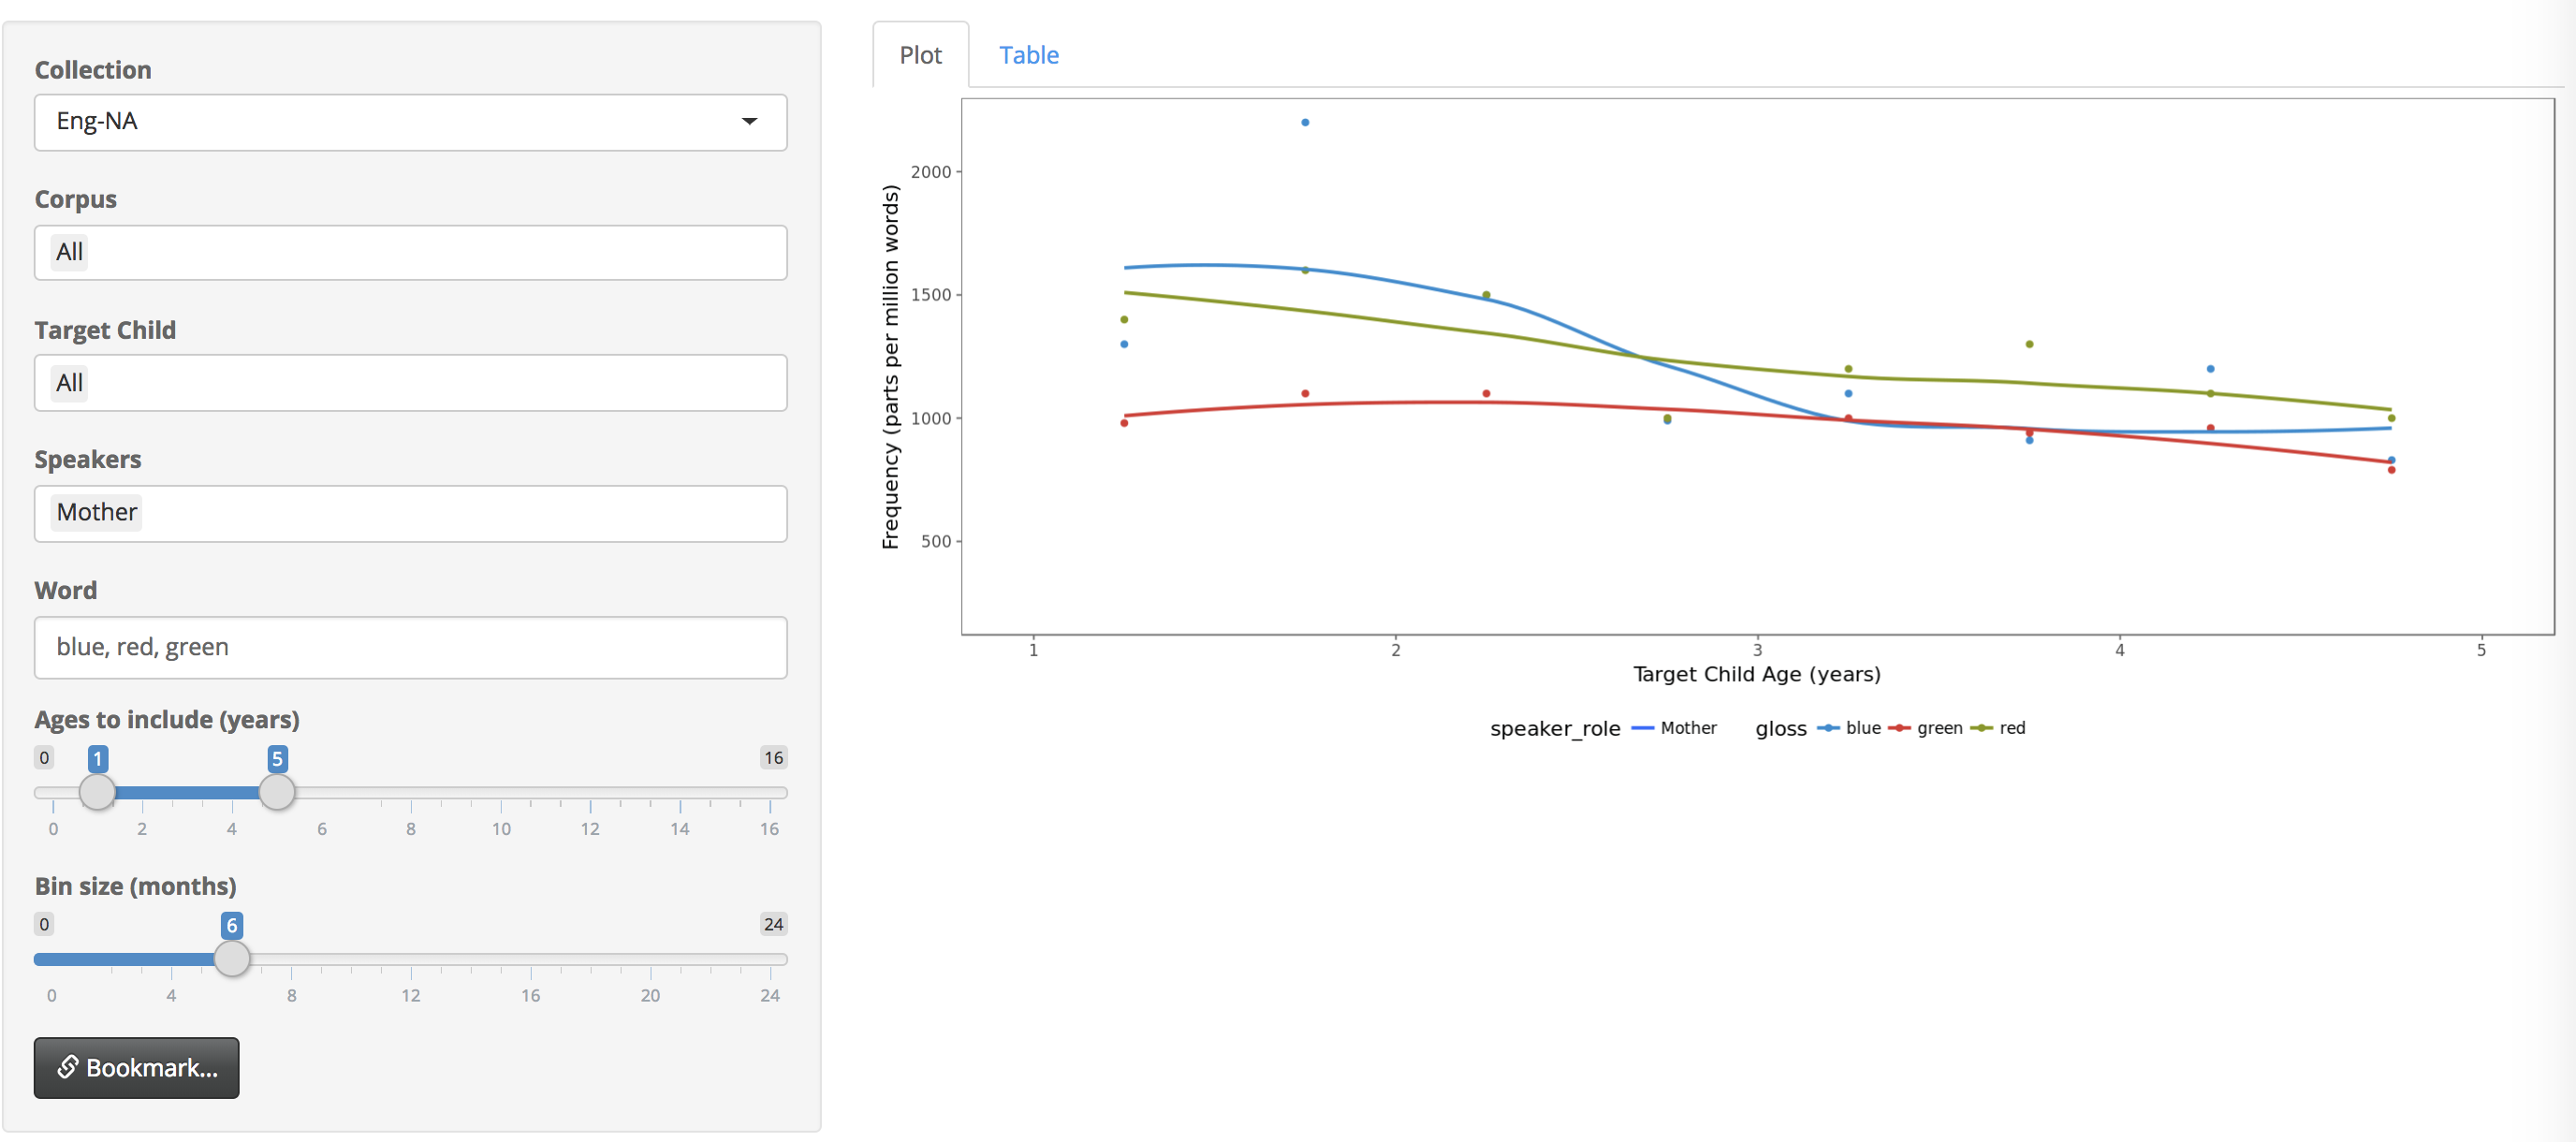 Collection
Eng-NA
Corpus
All
Target Child
All
Speakers
Mother
Word
blue, red, green
Ages to include (years)
0 1 5 16
0 2 4 6 8 10 12 14 16
Bin size (months)
0 6 24
0 4 8 12 16 20 24
Bookmark...
Plot Table
Frequency (parts per million words)
2000
1500
1000
500
1 2 3 4 5
Target Child Age (years)
speaker_role Mother gloss blue green red